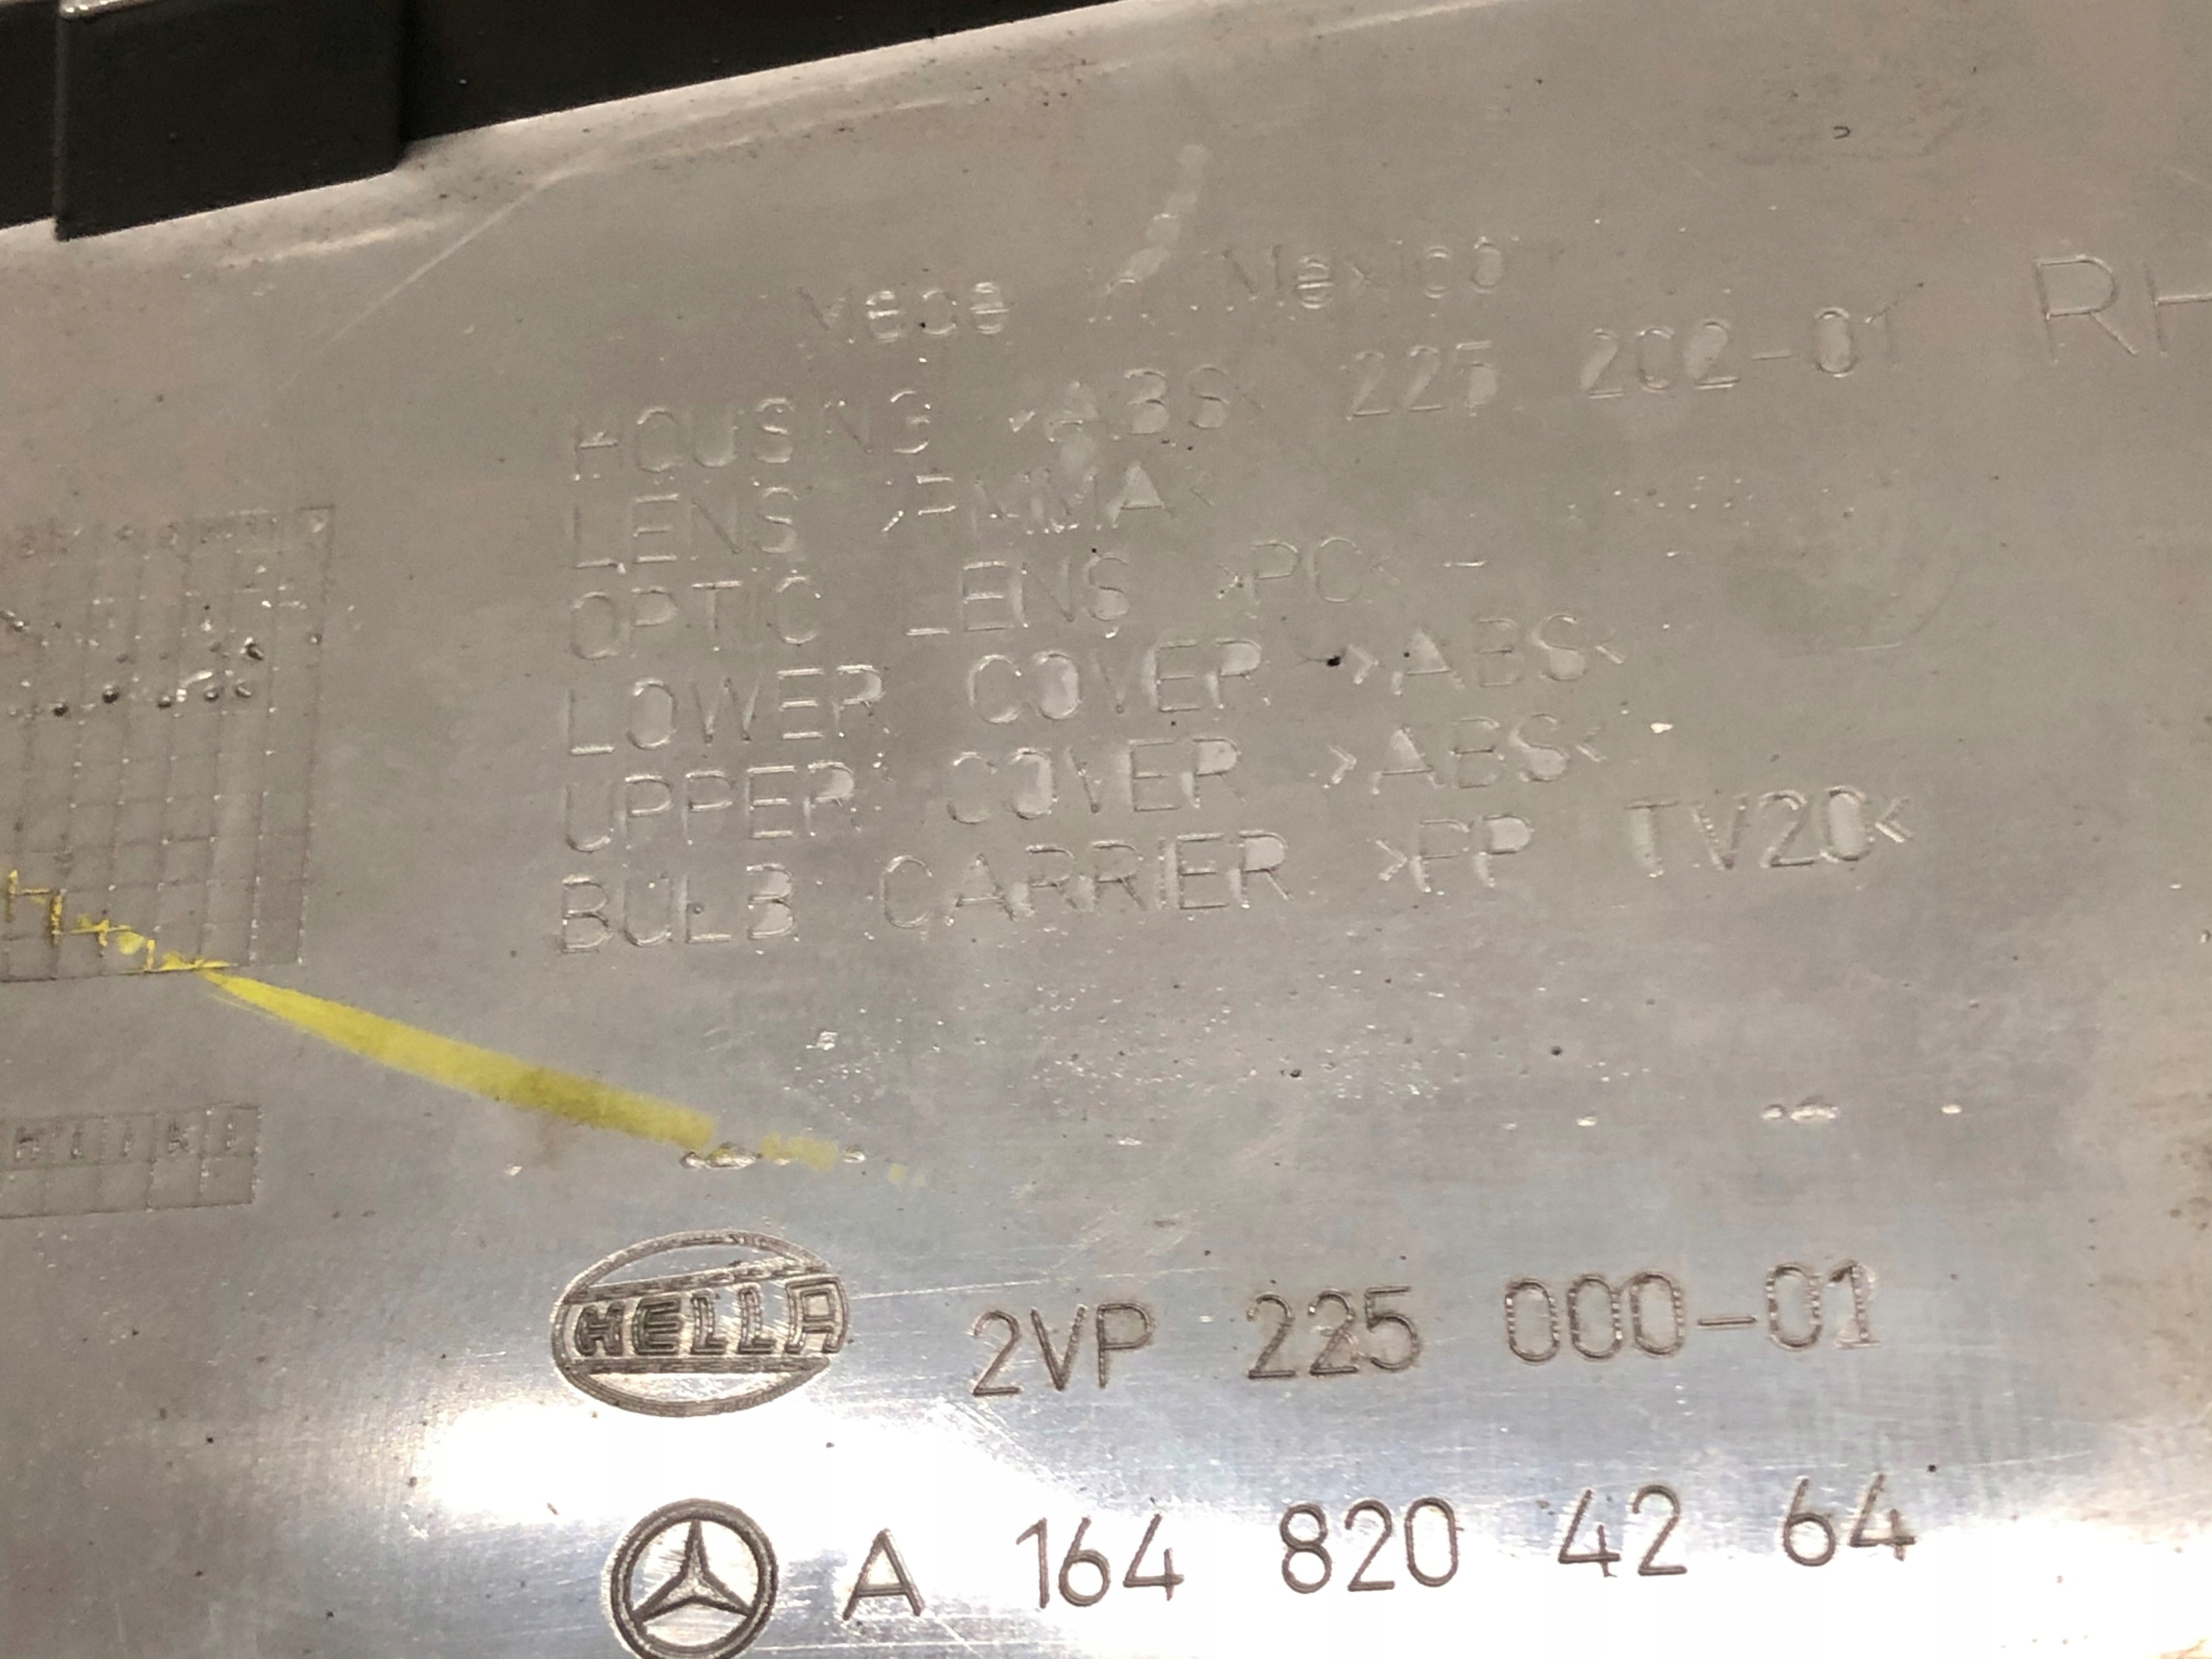 Made in Mexico
RH
HOUSING >ABS< 225 202-01
LENS >PMMA<
OPTIC LENS >PC<
LOWER COVER >ABS<
UPPER COVER >ABS<
BULB CARRIER >PP TV20<
HELLA 2VP 225 000-01
A 164 820 42 64